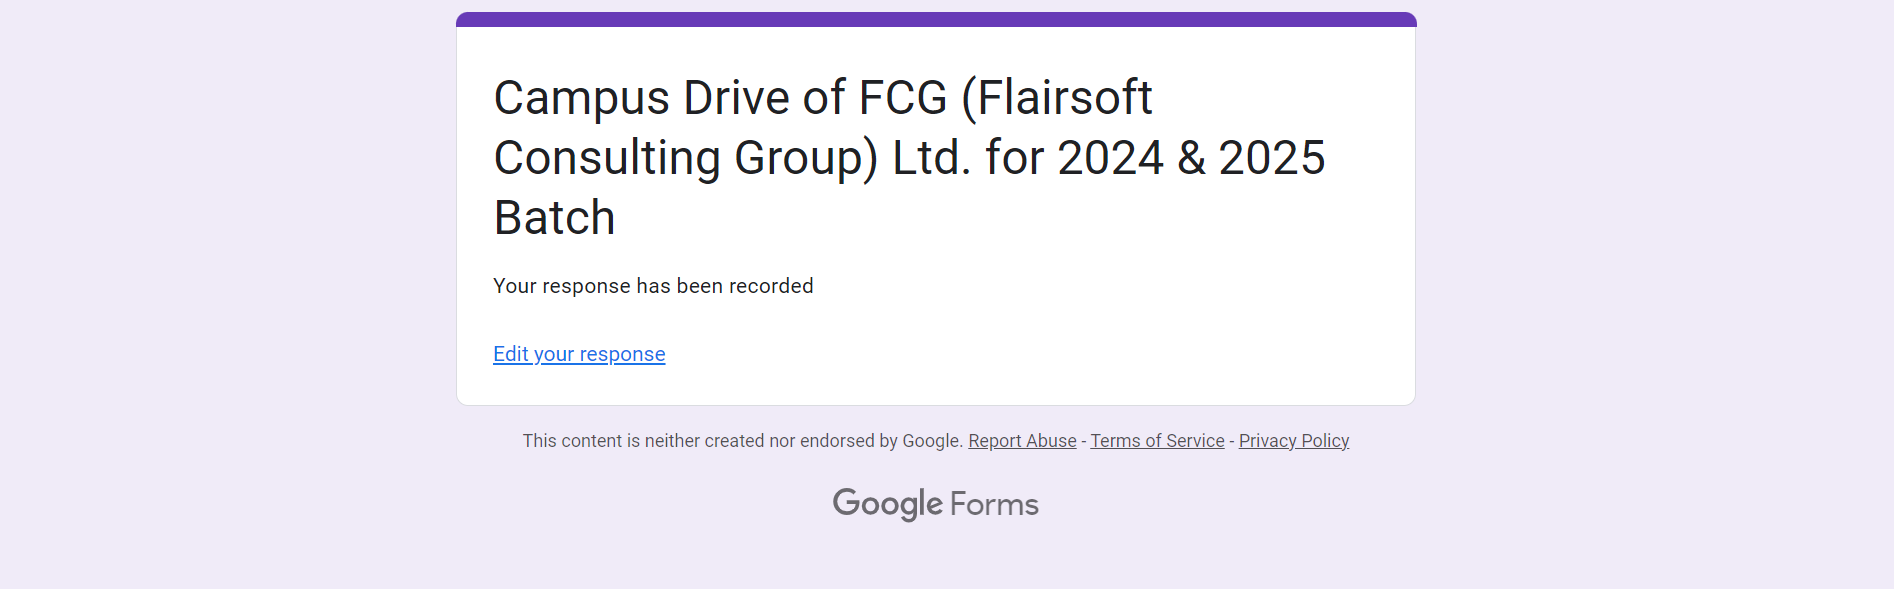 Campus Drive of FCG (Flairsoft
Consulting Group) Ltd. for 2024 & 2025
Batch
Your response has been recorded
Edit your response
This content is neither created nor endorsed by Google. Report Abuse - Terms of Service - Privacy Policy
Google Forms